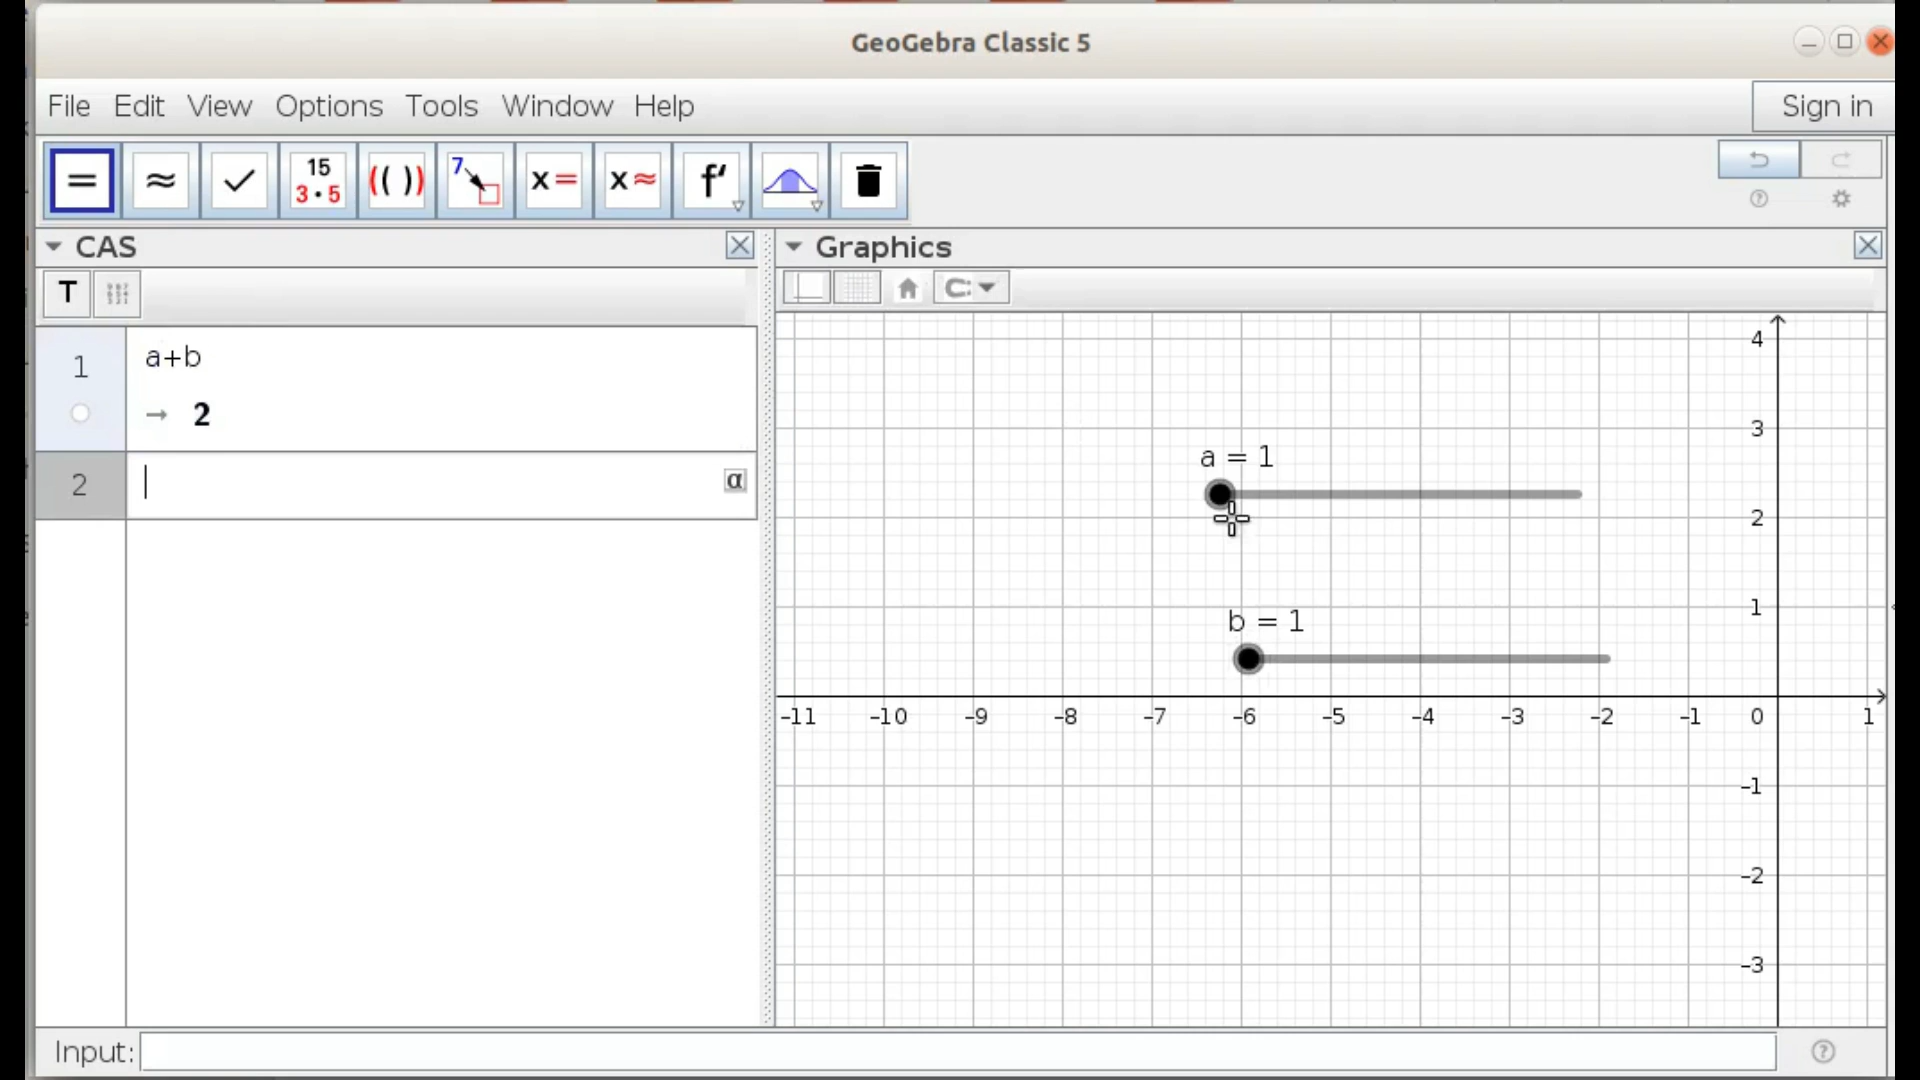 GeoGebra Classic 5
File Edit View Options Tools Window Help
Sign in
= ≈ ✓ 15 (( )) 7 x= x≈ f′
3·5
CAS
Graphics
T
1 a+b
→ 2
2 α
a = 1
b = 1
4
3
2
1
-11 -10 -9 -8 -7 -6 -5 -4 -3 -2 -1 0 1
-1
-2
-3
Input: